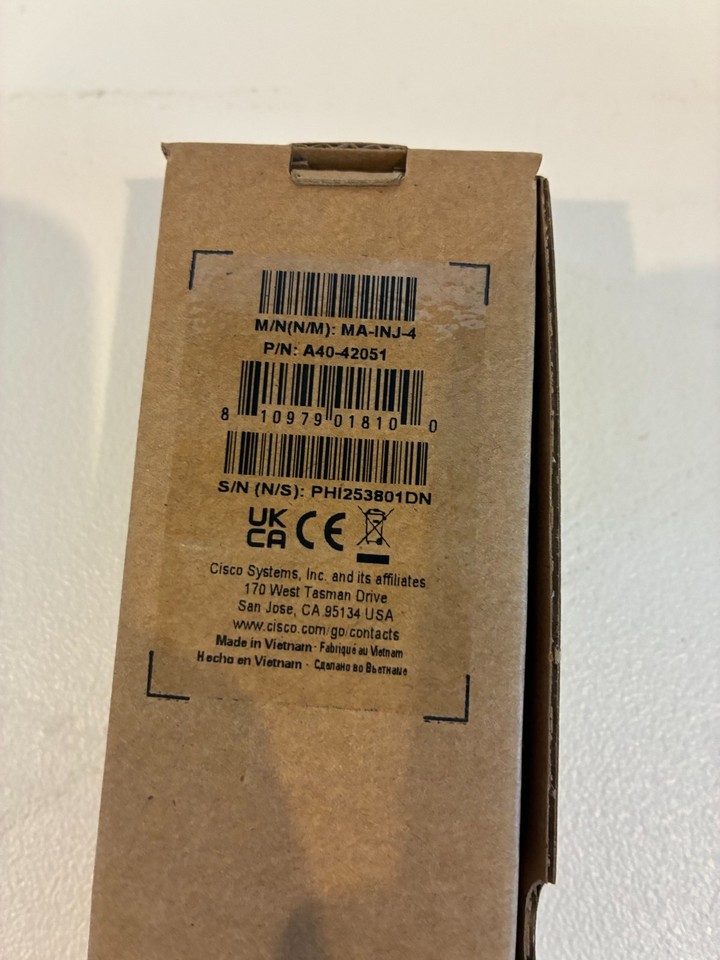 M/N(N/M): MA-INJ-4
P/N: A40-42051
8 10979 01810 0
S/N (N/S): PHI253801DN
UK
CA CE
Cisco Systems, Inc. and its affiliates
170 West Tasman Drive
San Jose, CA 95134 USA
www.cisco.com/go/contacts
Made in Vietnam · Fabriqué au Vietnam
Hecho en Vietnam · Сделано во Вьетнаме